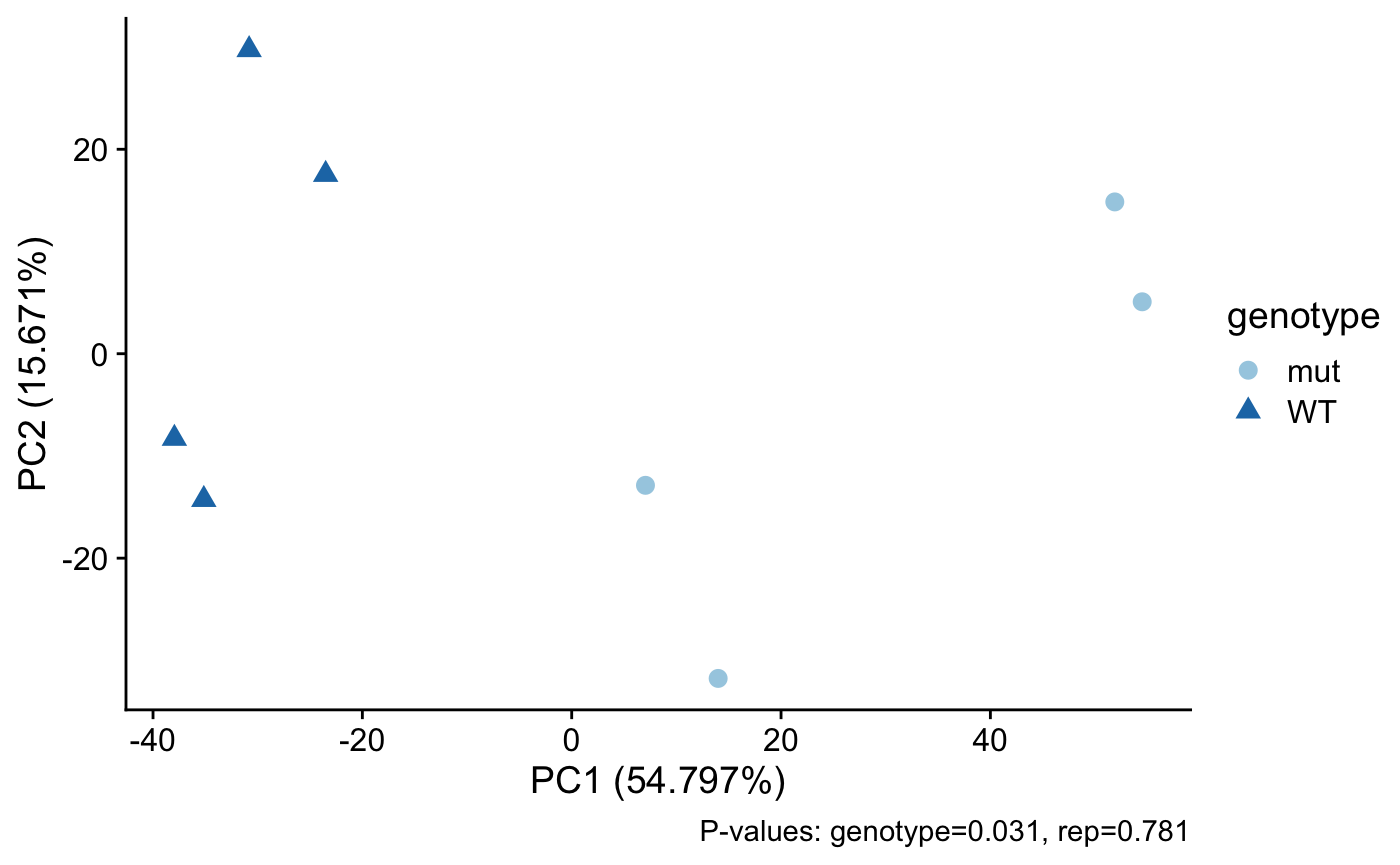 20
0
-20
PC2 (15.671%)
-40
-20
0
20
40
PC1 (54.797%)
genotype
mut
WT
P-values: genotype=0.031, rep=0.781